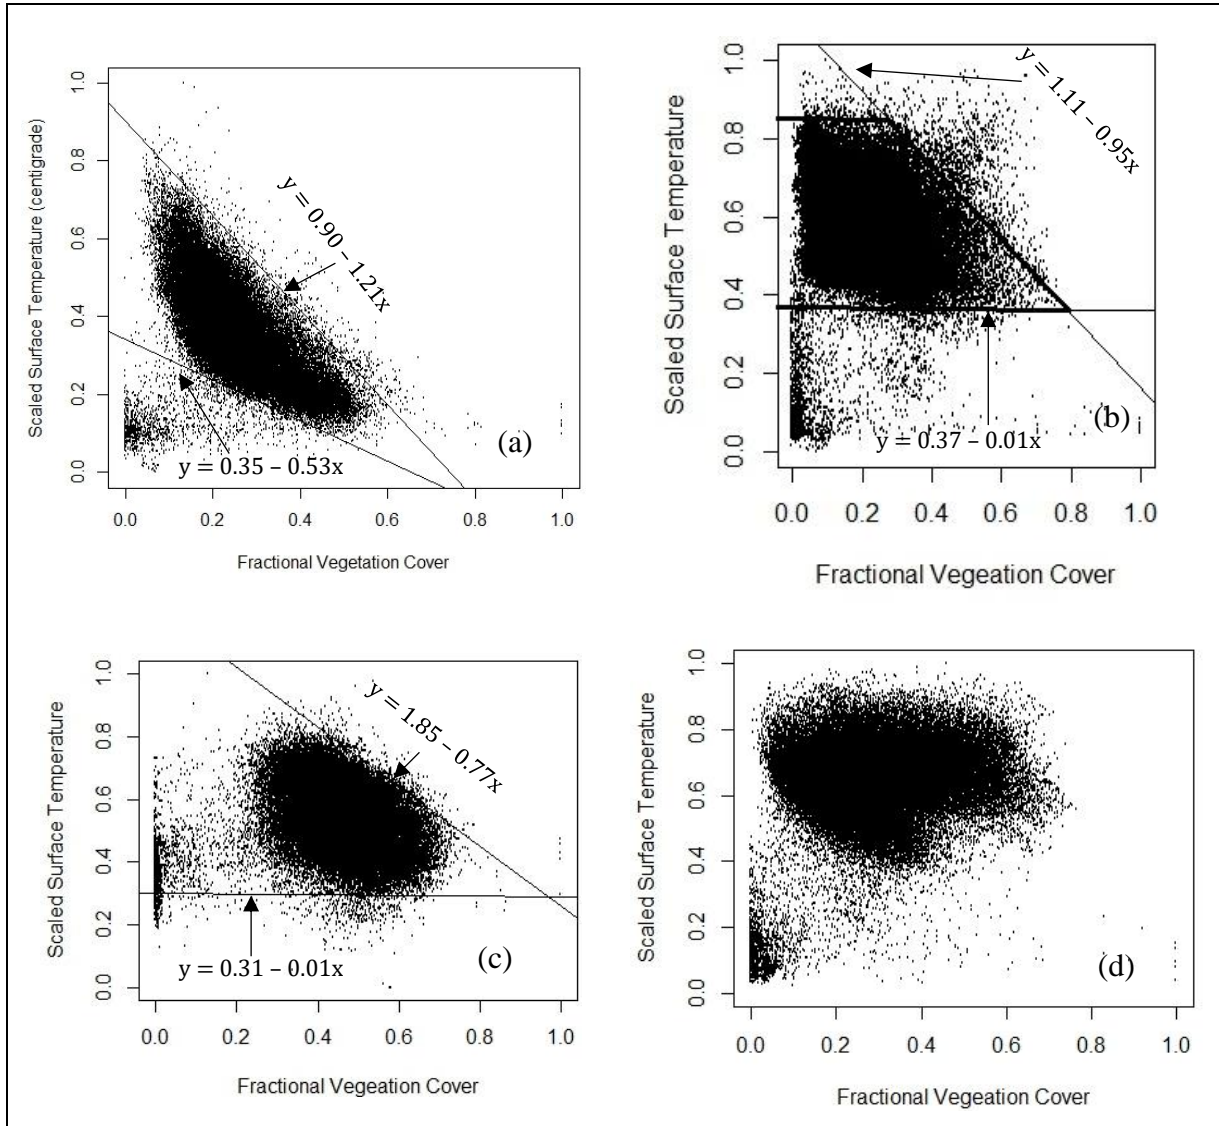 Scaled Surface Temperature (centigrade)
1.0
0.8
0.6
0.4
0.2
0.0
y = 0.90 – 1.21x
y = 0.35 – 0.53x
(a)
0.0 0.2 0.4 0.6 0.8 1.0
Fractional Vegetation Cover
Scaled Surface Temperature
1.0
0.8
0.6
0.4
0.2
0.0
y = 1.11 – 0.95x
y = 0.37 – 0.01x
(b)
0.0 0.2 0.4 0.6 0.8 1.0
Fractional Vegeation Cover
Scaled Surface Temperature
1.0
0.8
0.6
0.4
0.2
0.0
y = 1.85 – 0.77x
y = 0.31 – 0.01x
(c)
0.0 0.2 0.4 0.6 0.8 1.0
Fractional Vegeation Cover
Scaled Surface Temperature
1.0
0.8
0.6
0.4
0.2
0.0
(d)
0.0 0.2 0.4 0.6 0.8 1.0
Fractional Vegeation Cover